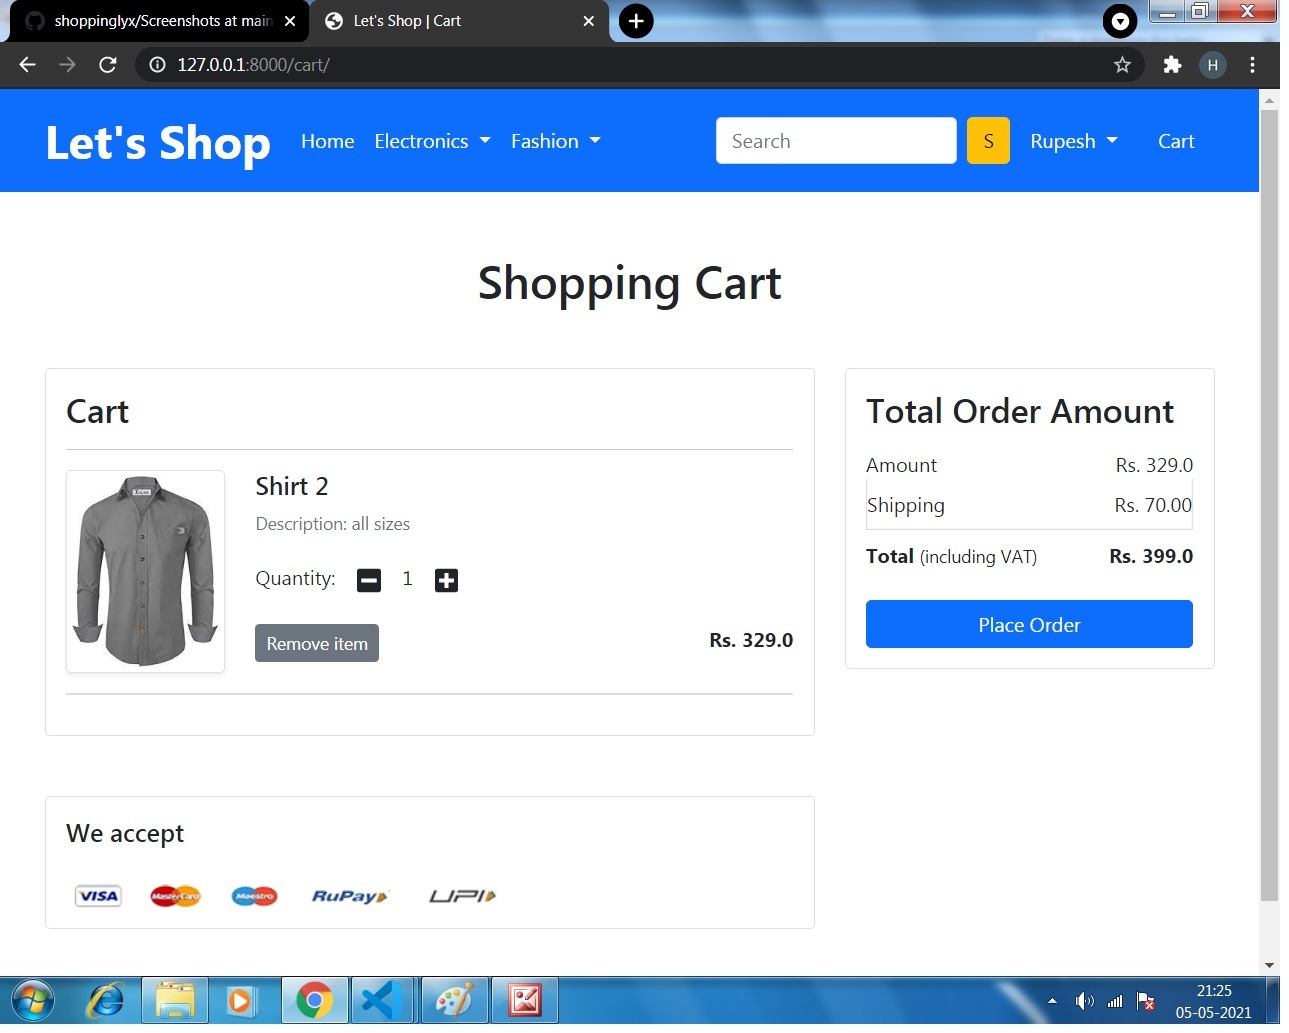 shoppinglyx/Screenshots at main
Let's Shop | Cart
127.0.0.1:8000/cart/
H
Let's Shop
Home
Electronics
Fashion
Search
S
Rupesh
Cart
Shopping Cart
Cart
Shirt 2
Description: all sizes
Quantity: 1
Remove item
Rs. 329.0
Total Order Amount
Amount Rs. 329.0
Shipping Rs. 70.00
Total (including VAT) Rs. 399.0
Place Order
We accept
VISA MasterCard Maestro RuPay UPI
21:25
05-05-2021